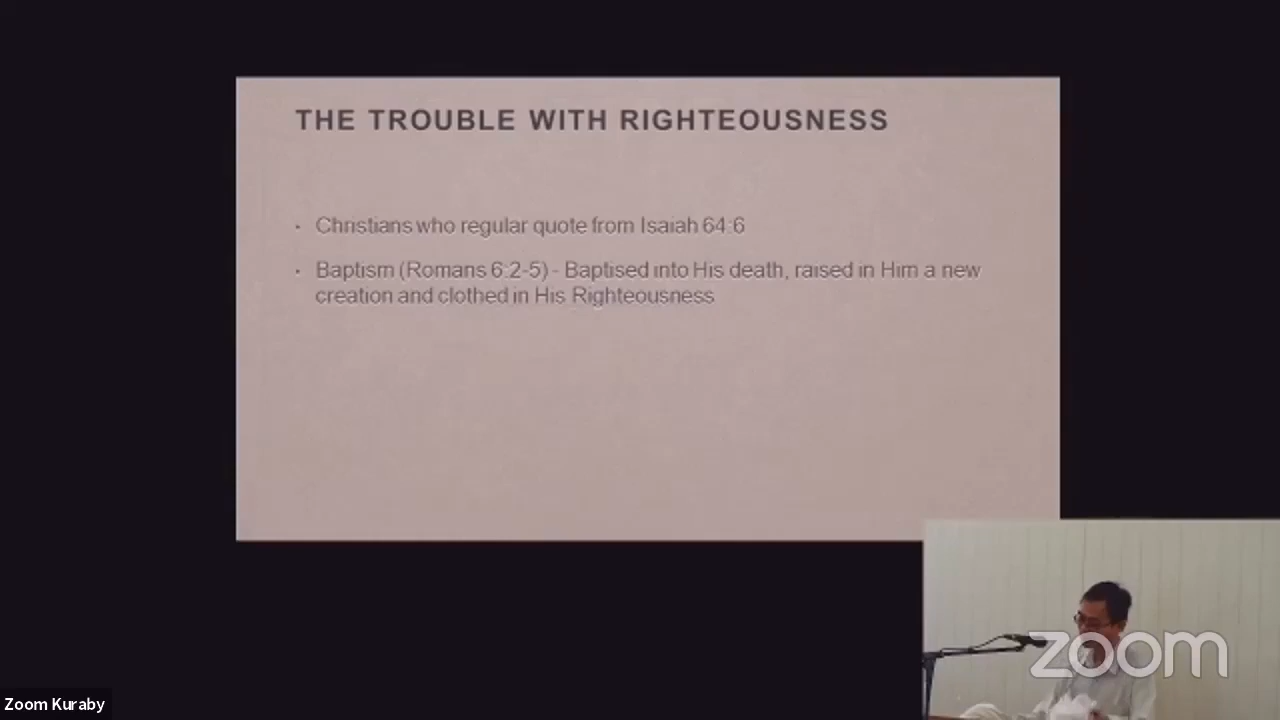 THE TROUBLE WITH RIGHTEOUSNESS
• Christians who regular quote from Isaiah 64:6
• Baptism (Romans 6:2-5) - Baptised into His death, raised in Him a new
creation and clothed in His Righteousness
zoom
Zoom Kuraby